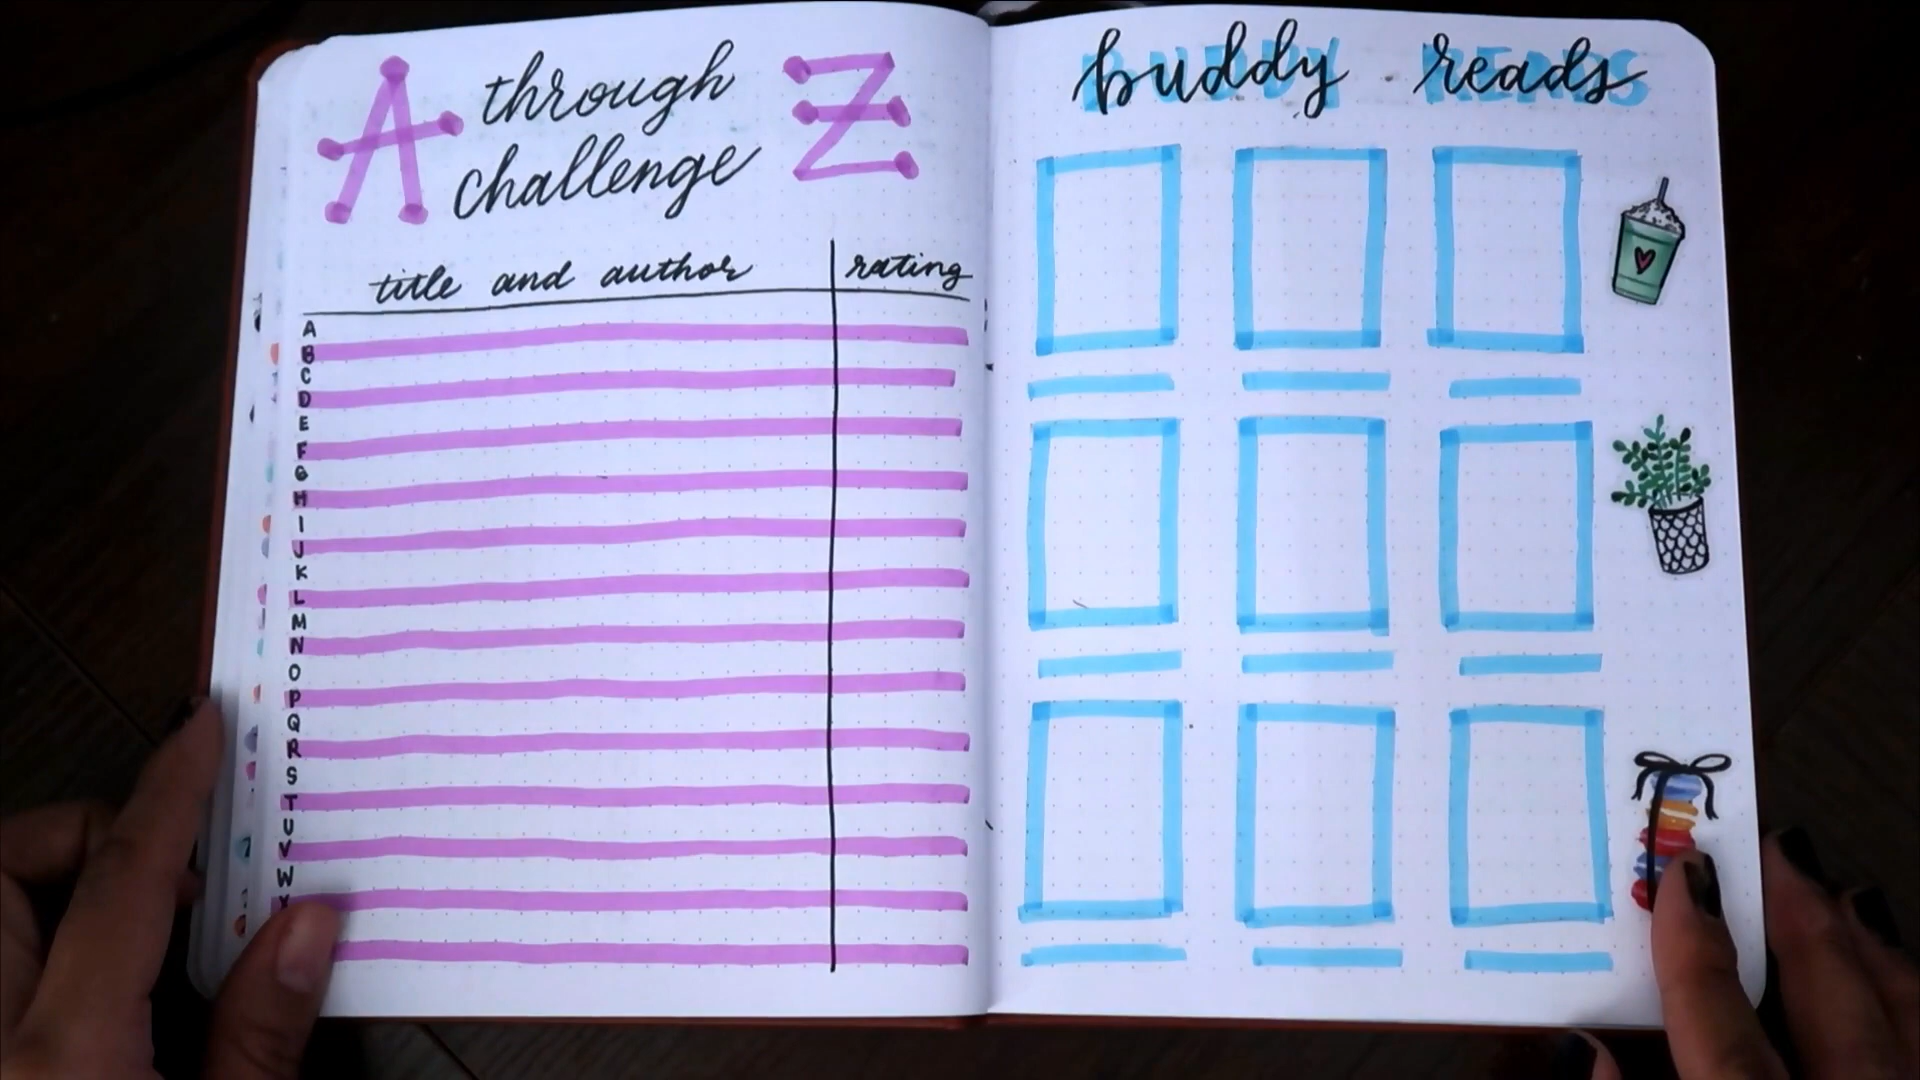 A through Z
challenge
title and author rating
A
B
C
D
E
F
G
H
I
J
K
L
M
N
O
P
Q
R
S
T
U
V
W
X
buddy reads